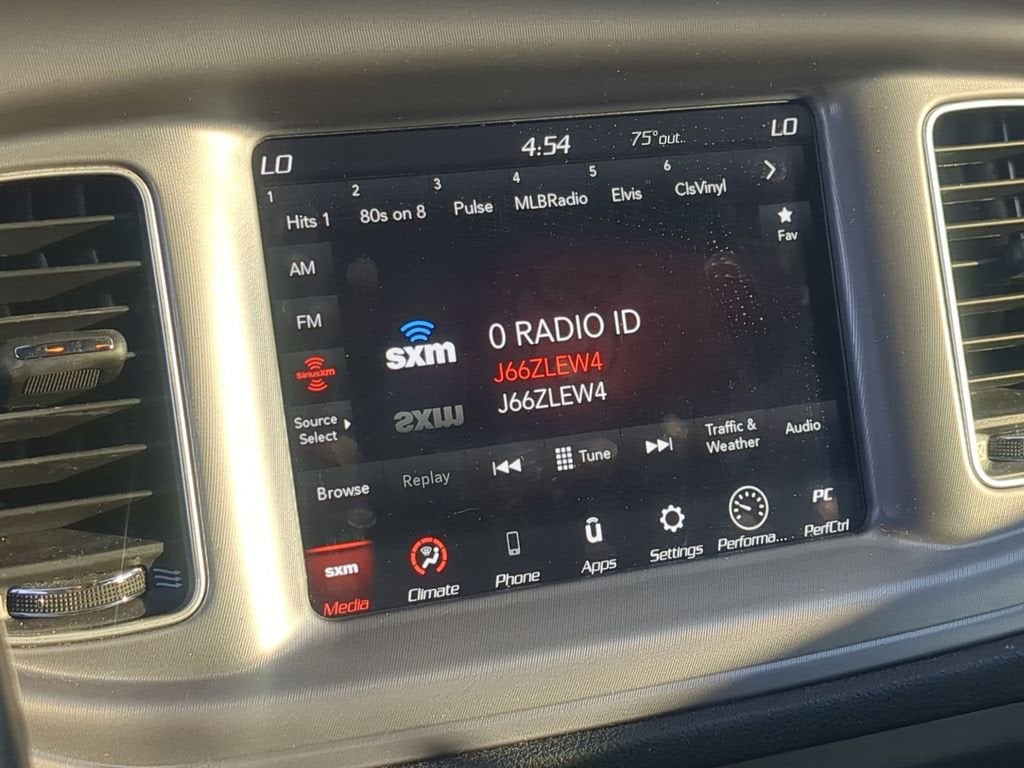 LO 4:54 75°out.. LO
1 2 3 4 5 6
Hits 1 80s on 8 Pulse MLBRadio Elvis ClsVinyl
Fav
AM
FM
SiriusXM
Source
Select
sxm
0 RADIO ID
J66ZLEW4
J66ZLEW4
Browse Replay Tune Traffic &
Weather
Audio
sxm
Media
Climate
Phone
Apps
Settings
Performa...
PC
PerfCtrl